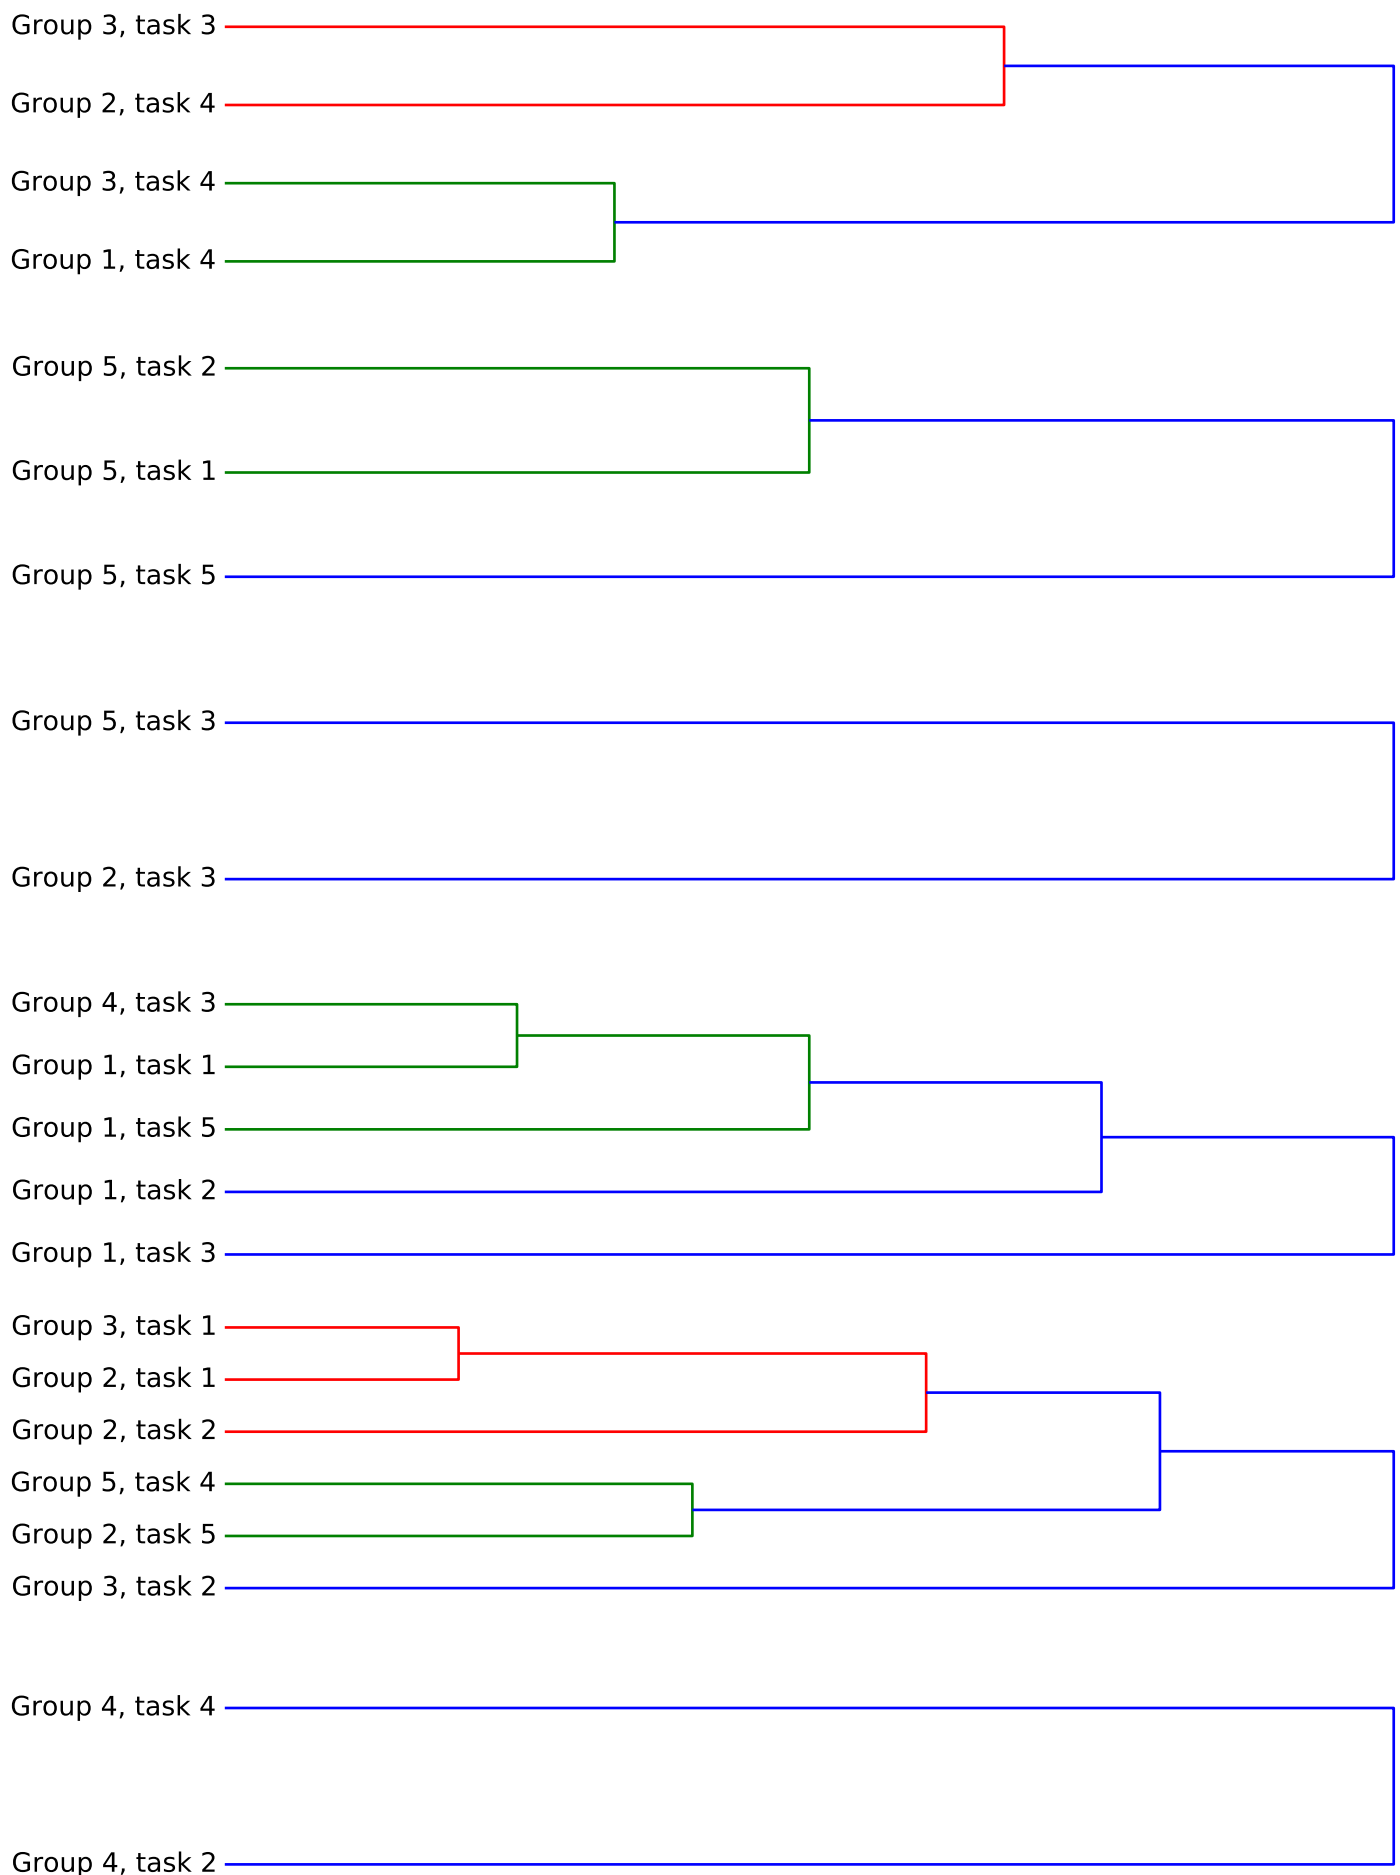 Group 3, task 3
Group 2, task 4
Group 3, task 4
Group 1, task 4
Group 5, task 2
Group 5, task 1
Group 5, task 5
Group 5, task 3
Group 2, task 3
Group 4, task 3
Group 1, task 1
Group 1, task 5
Group 1, task 2
Group 1, task 3
Group 3, task 1
Group 2, task 1
Group 2, task 2
Group 5, task 4
Group 2, task 5
Group 3, task 2
Group 4, task 4
Group 4, task 2